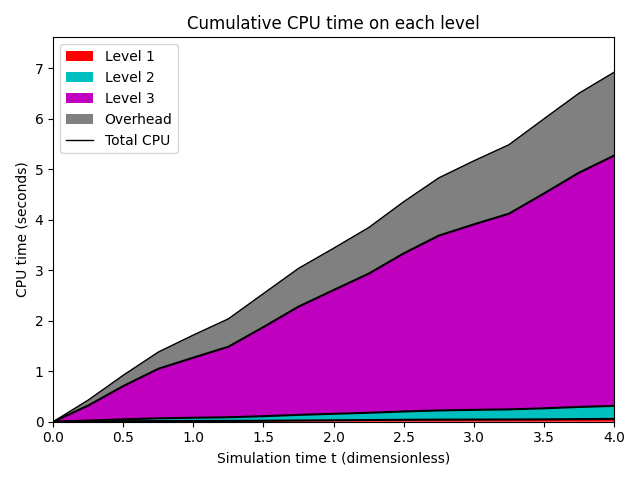 Cumulative CPU time on each level
Level 1
Level 2
Level 3
Overhead
Total CPU
CPU time (seconds)
7
6
5
4
3
2
1
0
0.0 0.5 1.0 1.5 2.0 2.5 3.0 3.5 4.0
Simulation time t (dimensionless)